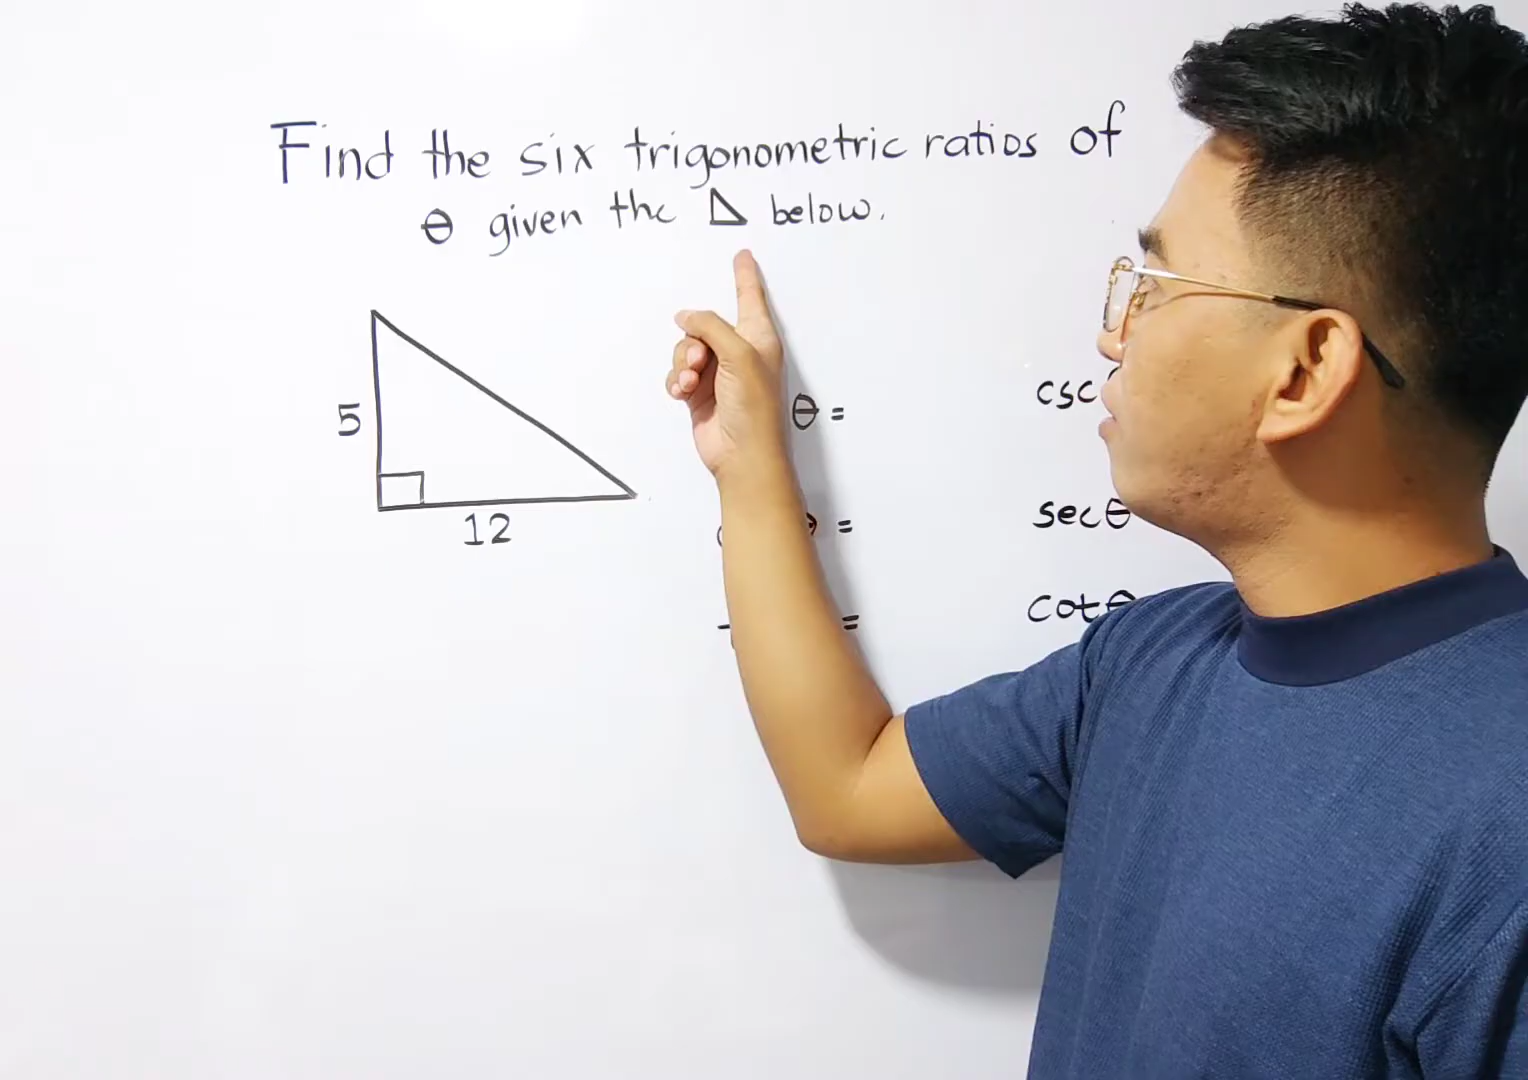 Find the six trigonometric ratios of
θ given the △ below.
5
12
θ =
csc
=
secθ
=
cotθ